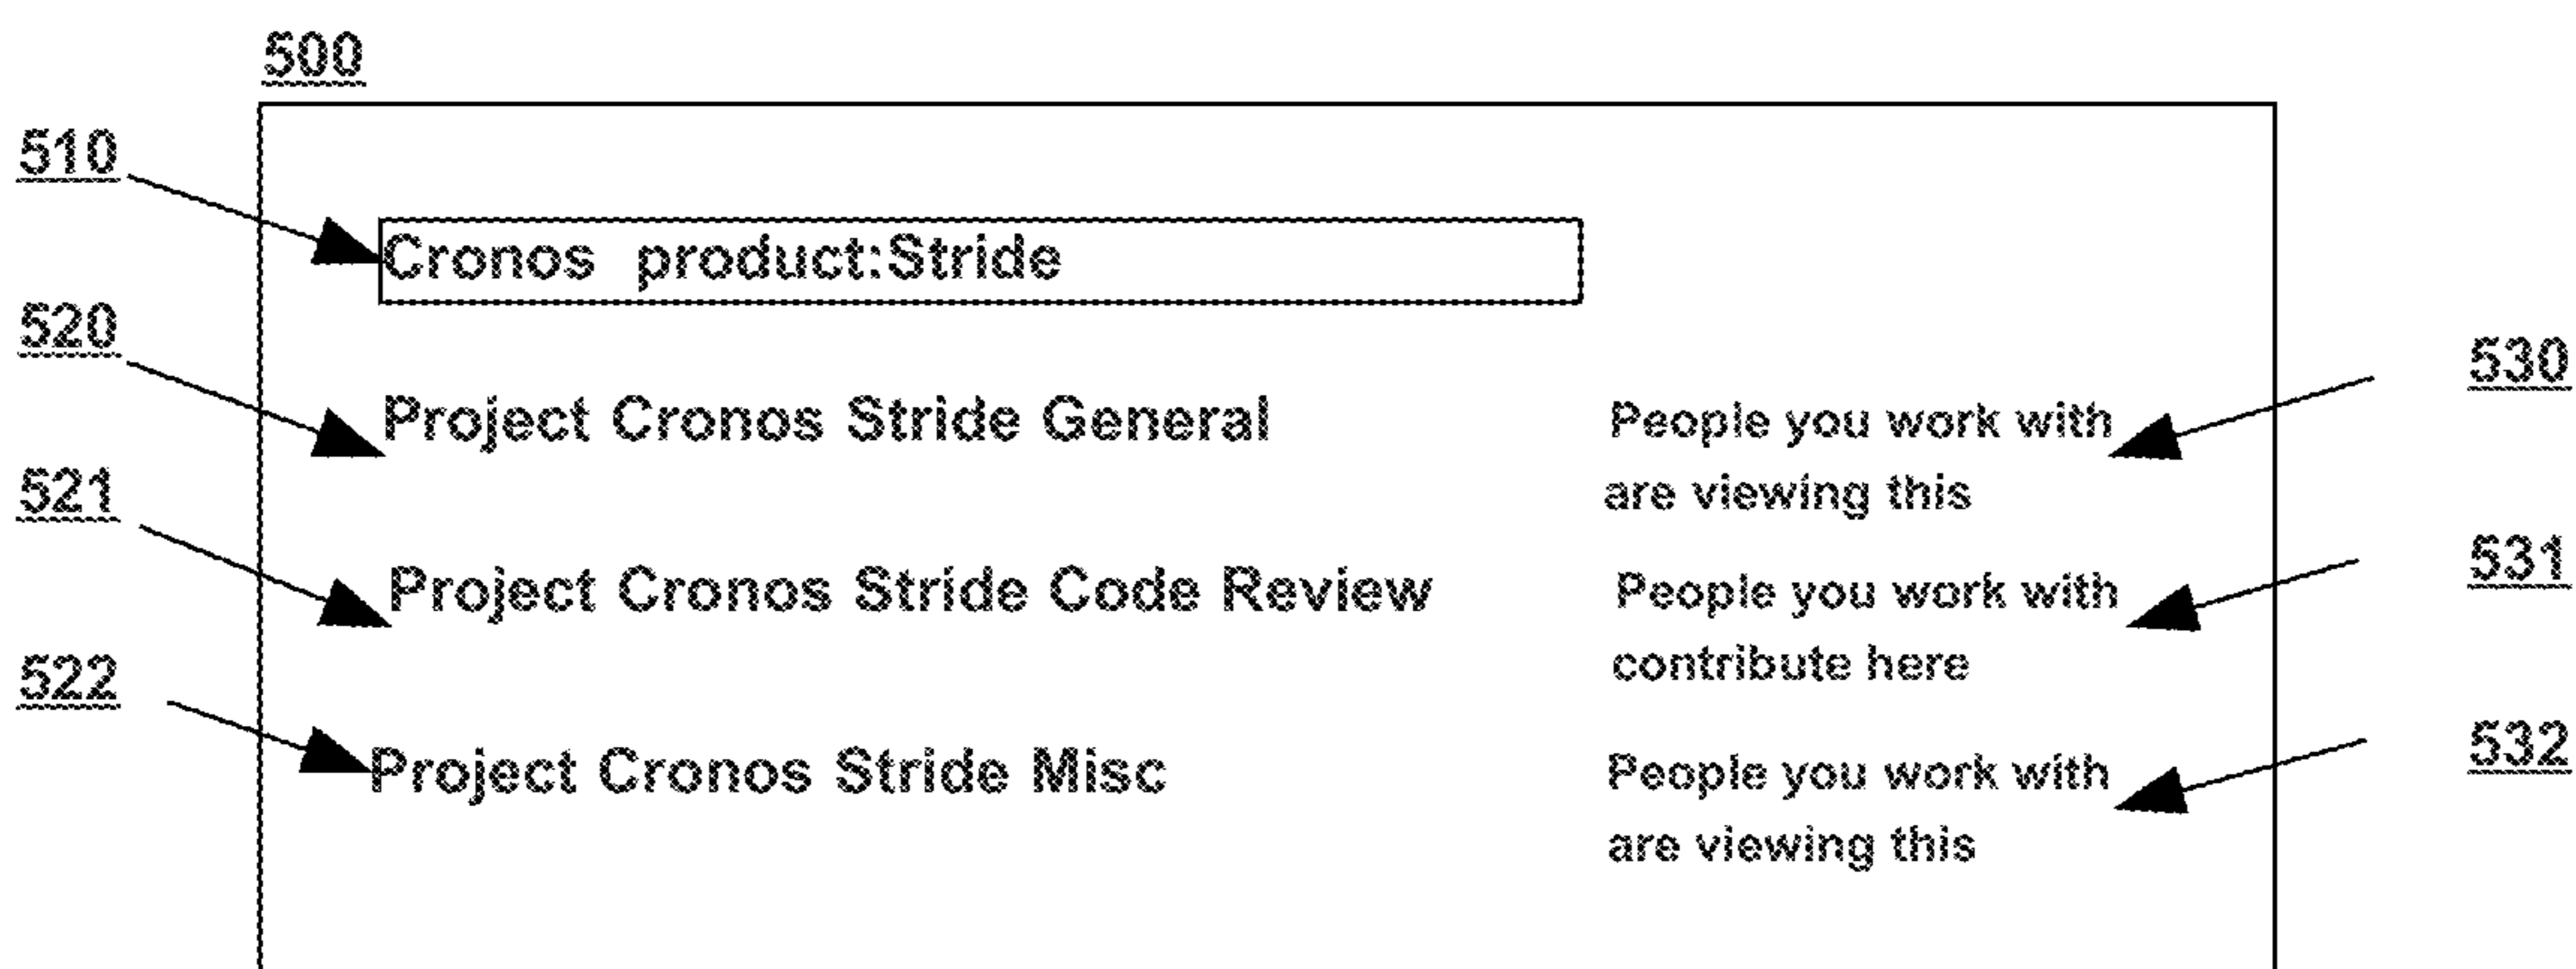 500
510
Cronos product:Stride
520
530
Project Cronos Stride General
People you work with
are viewing this
521
531
Project Cronos Stride Code Review
People you work with
contribute here
522
532
Project Cronos Stride Misc
People you work with
are viewing this